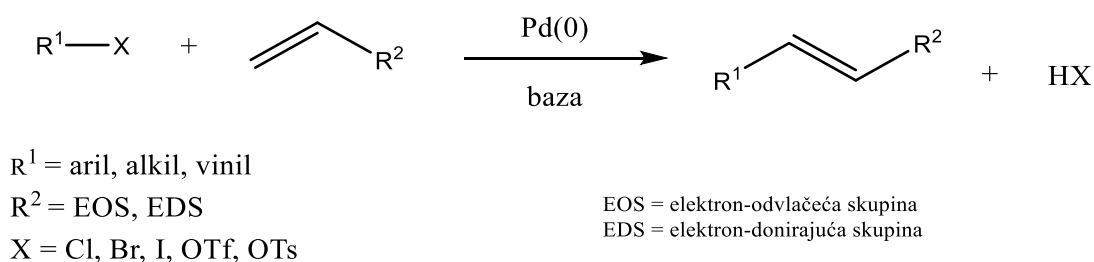 R¹—X + R² Pd(0) baza R¹ R² + HX
R¹ = aril, alkil, vinil
R² = EOS, EDS
X = Cl, Br, I, OTf, OTs
EOS = elektron-odvlačeća skupina
EDS = elektron-donirajuća skupina